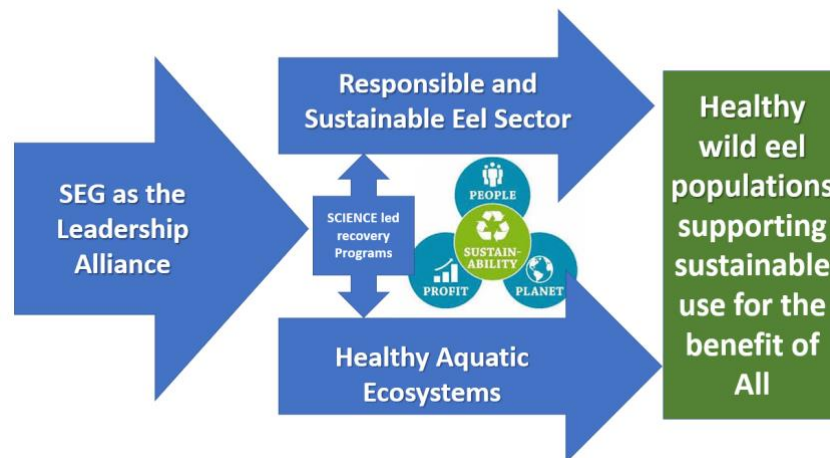 SEG as the
Leadership
Alliance
Responsible and
Sustainable Eel Sector
SCIENCE led
recovery
Programs
PEOPLE
SUSTAIN-
ABILITY
PROFIT
PLANET
Healthy Aquatic
Ecosystems
Healthy
wild eel
populations
supporting
sustainable
use for the
benefit of
All